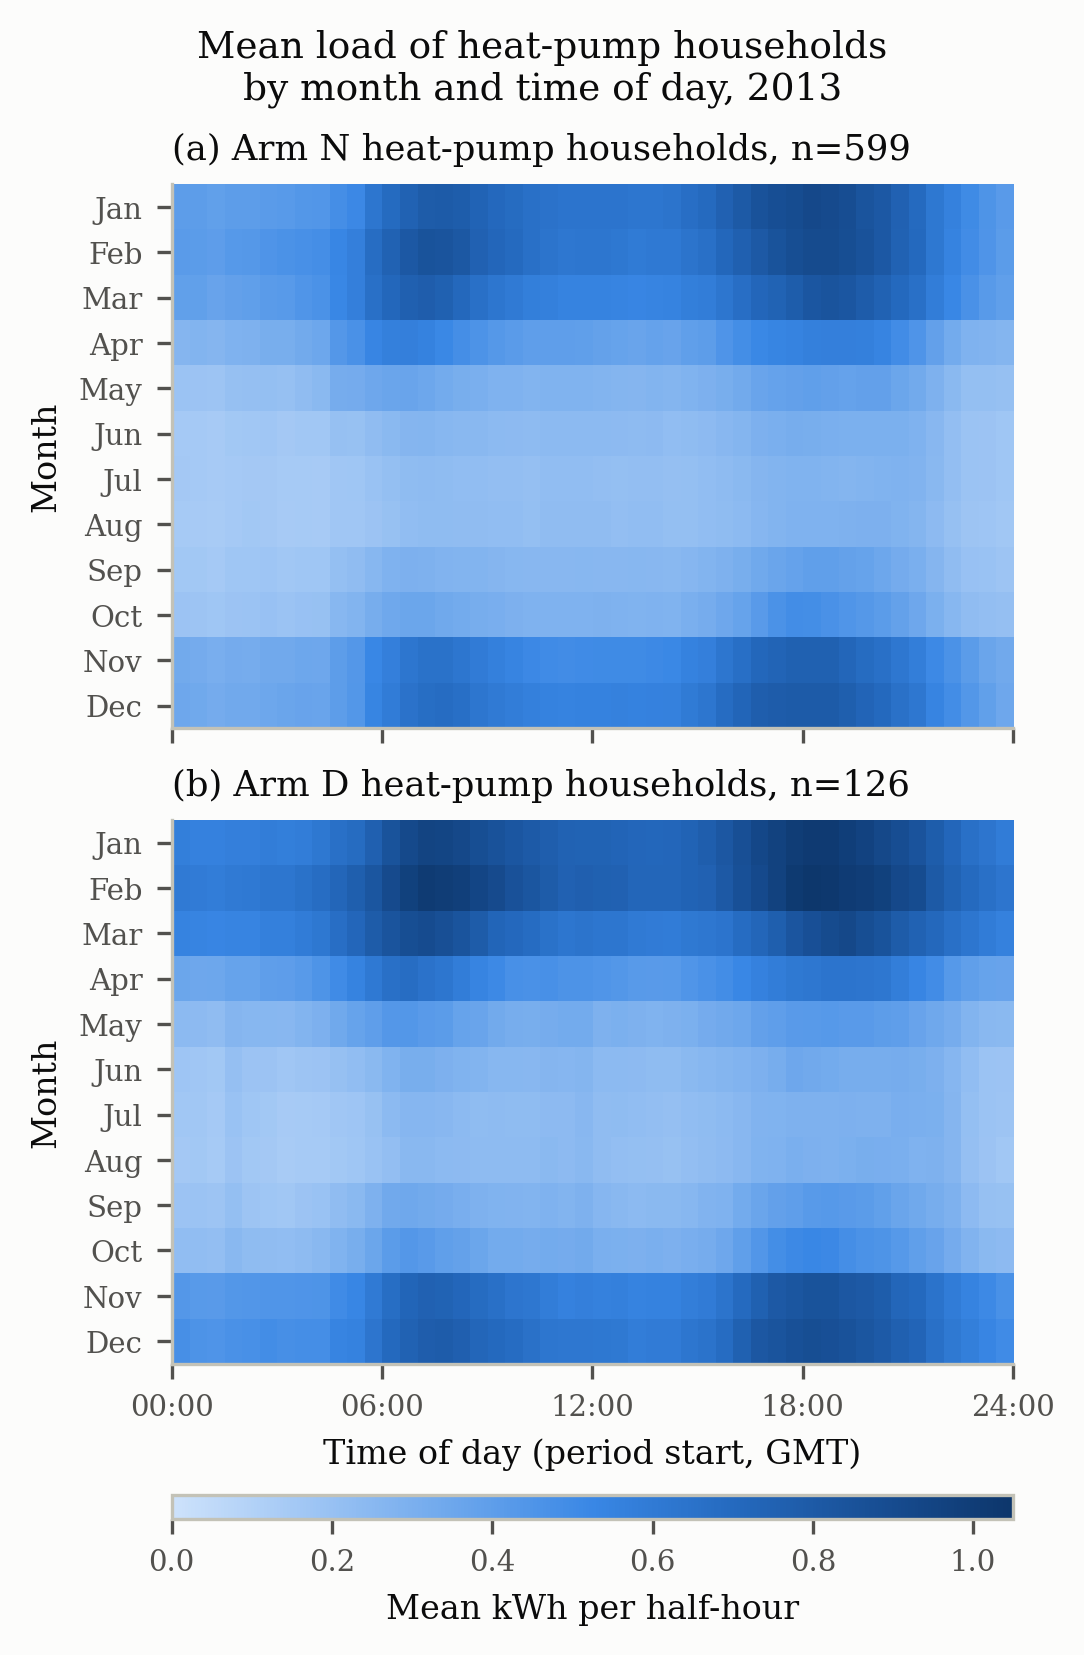 Mean load of heat-pump households
by month and time of day, 2013
(a) Arm N heat-pump households, n=599
Month
Jan
Feb
Mar
Apr
May
Jun
Jul
Aug
Sep
Oct
Nov
Dec
(b) Arm D heat-pump households, n=126
Month
Jan
Feb
Mar
Apr
May
Jun
Jul
Aug
Sep
Oct
Nov
Dec
00:00 06:00 12:00 18:00 24:00
Time of day (period start, GMT)
0.0 0.2 0.4 0.6 0.8 1.0
Mean kWh per half-hour